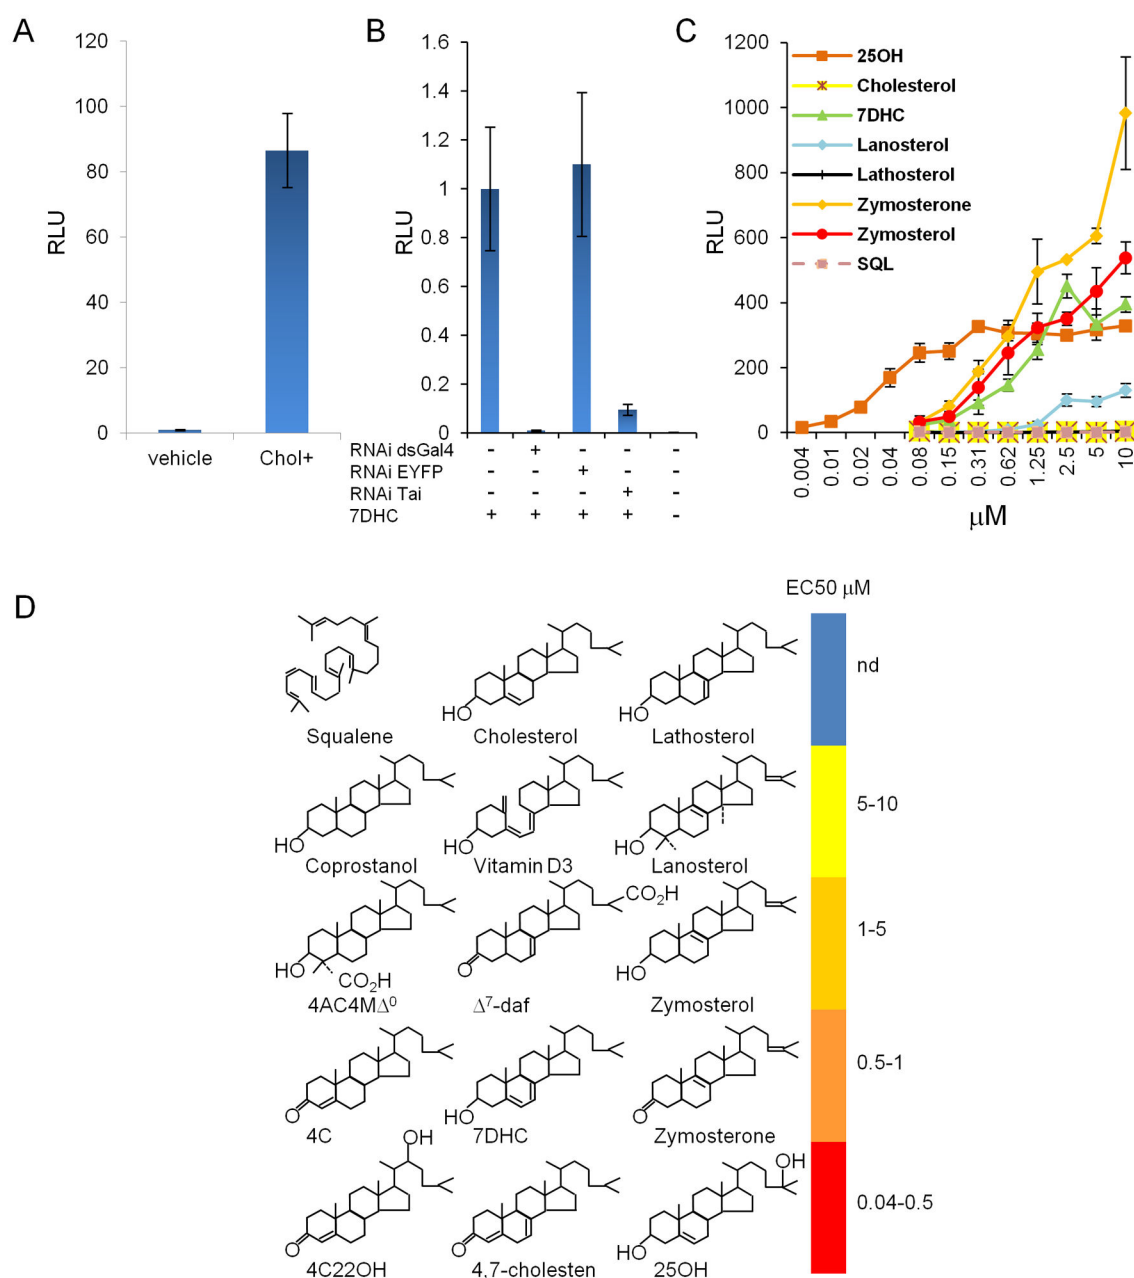 A
120
100
80
60
40
20
0
RLU
vehicle
Chol+
B
1.6
1.4
1.2
1
0.8
0.6
0.4
0.2
0
RLU
RNAi dsGal4 - + - - -
RNAi EYFP - - + - -
RNAi Tai - - - + -
7DHC + + + + -
C
1200
1000
800
600
400
200
0
RLU
25OH
Cholesterol
7DHC
Lanosterol
Lathosterol
Zymosterone
Zymosterol
SQL
0.004 0.01 0.02 0.04 0.08 0.15 0.31 0.62 1.25 2.5 5 10
μM
D
EC50 μM
HO HO
Squalene Cholesterol Lathosterol
nd
HO HO HO
Coprostanol Vitamin D3 Lanosterol
5-10
CO₂H
HO O HO
CO₂H
4AC4MΔ⁰ Δ⁷-daf Zymosterol
1-5
O HO O
4C 7DHC Zymosterone
0.5-1
OH OH
O O HO
4C22OH 4,7-cholesten 25OH
0.04-0.5